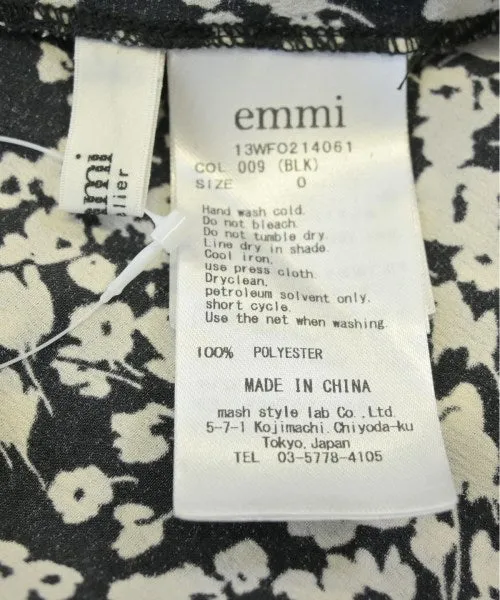 emmi
13WFO214061
COL 009 (BLK)
SIZE 0
Hand wash cold.
Do not bleach.
Do not tumble dry.
Line dry in shade.
Cool iron,
use press cloth.
Dryclean,
petroleum solvent only.
short cycle.
Use the net when washing.
100% POLYESTER
MADE IN CHINA
mash style lab Co.,Ltd.
5-7-1 Kojimachi.Chiyoda-ku
Tokyo.Japan
TEL 03-5778-4105
mmi
lier